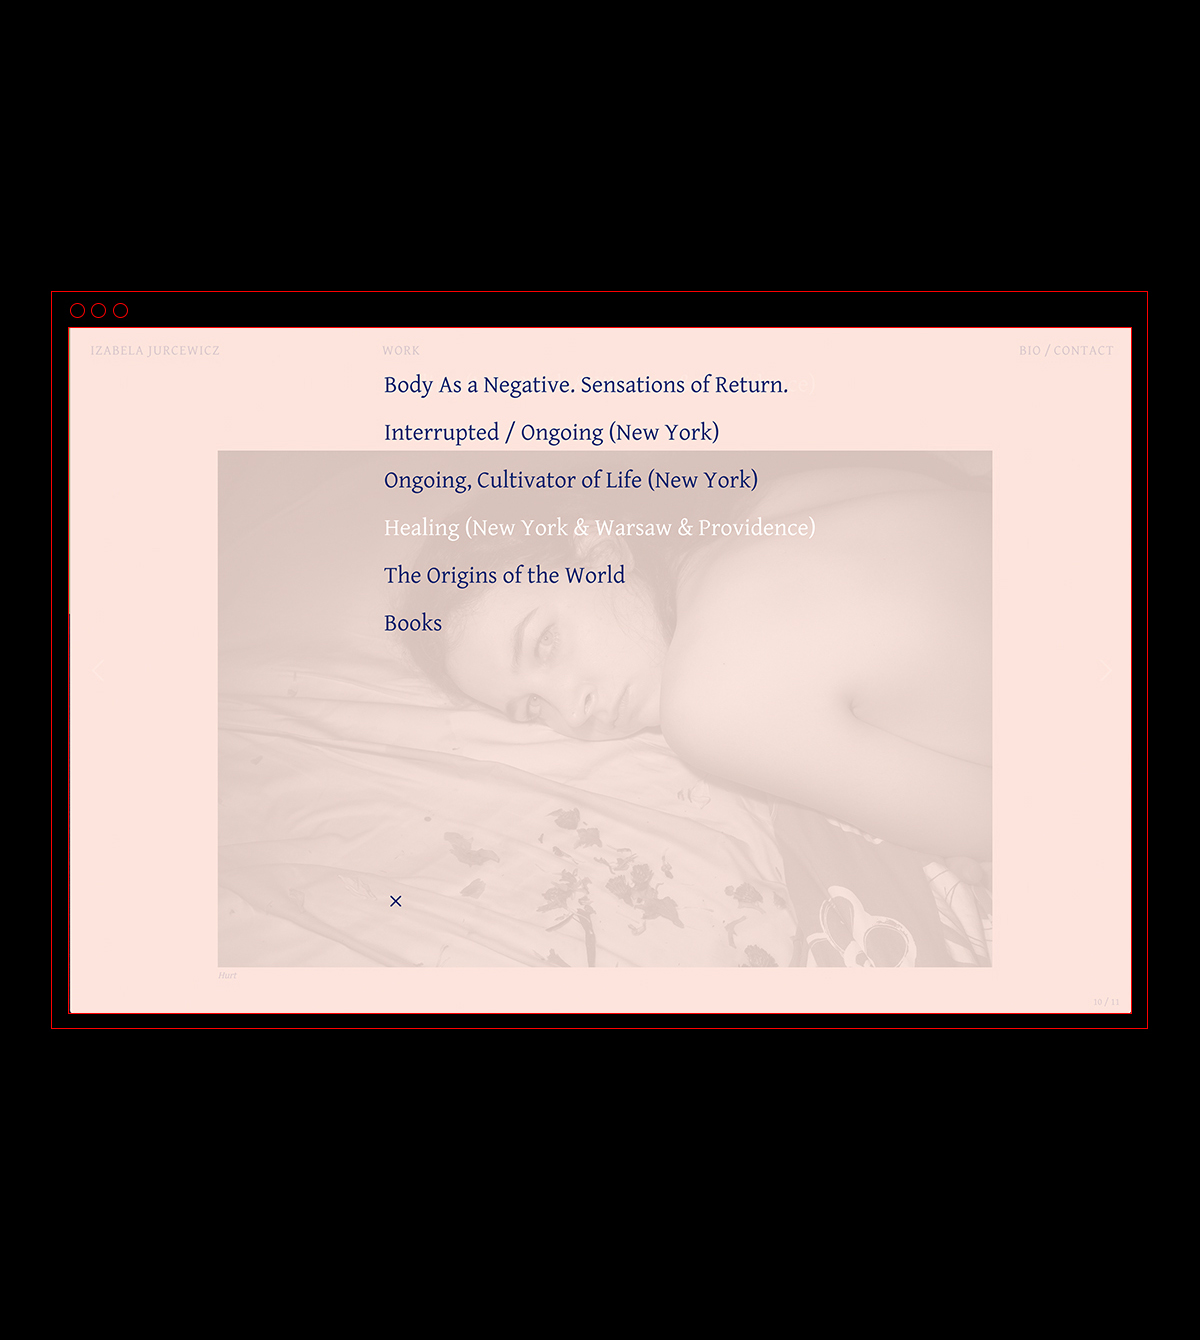 IZABELA JURCEWICZ
WORK
BIO / CONTACT
Body As a Negative. Sensations of Return.
Interrupted / Ongoing (New York)
Ongoing, Cultivator of Life (New York)
Healing (New York & Warsaw & Providence)
The Origins of the World
Books
Hurt
10 / 11